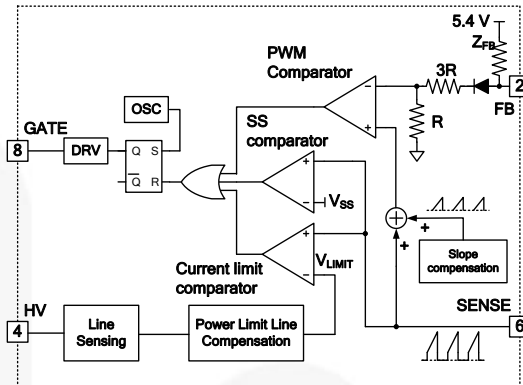 5.4 V
Z_FB
PWM
Comparator
3R
2
FB
R
OSC
SS
comparator
GATE
8
DRV
Q S
Q̅ R
V_SS
+
-
+
-
-
+
+
+
V_LIMIT
Slope
compensation
Current limit
comparator
SENSE
6
HV
4
Line
Sensing
Power Limit Line
Compensation